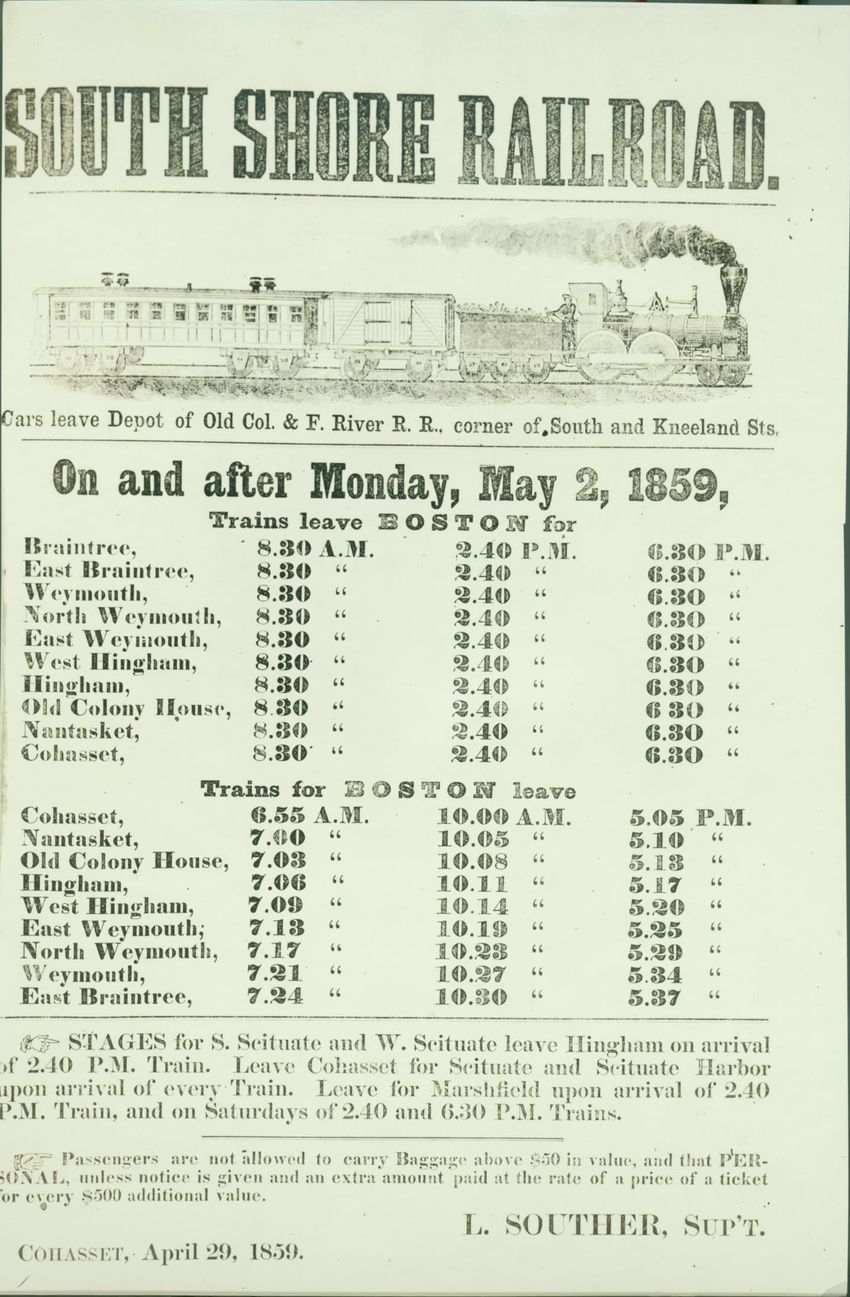 SOUTH SHORE RAILROAD.
Cars leave Depot of Old Col. & F. River R. R., corner of South and Kneeland Sts,
On and after Monday, May 2, 1859,
Trains leave BOSTON for
Braintree, 8.30 A.M. 2.40 P.M. 6.30 P.M.
East Braintree, 8.30 “ 2.40 “ 6.30 “
Weymouth, 8.30 “ 2.40 “ 6.30 “
North Weymouth, 8.30 “ 2.40 “ 6.30 “
East Weymouth, 8.30 “ 2.40 “ 6.30 “
West Hingham, 8.30 “ 2.40 “ 6.30 “
Hingham, 8.30 “ 2.40 “ 6.30 “
Old Colony House, 8.30 “ 2.40 “ 6 30 “
Nantasket, 8.30 “ 2.40 “ 6.30 “
Cohasset, 8.30 “ 2.40 “ 6.30 “
Trains for BOSTON leave
Cohasset, 6.55 A.M. 10.00 A.M. 5.05 P.M.
Nantasket, 7.00 “ 10.05 “ 5.10 “
Old Colony House, 7.03 “ 10.08 “ 5.13 “
Hingham, 7.06 “ 10.11 “ 5.17 “
West Hingham, 7.09 “ 10.14 “ 5.20 “
East Weymouth, 7.13 “ 10.19 “ 5.25 “
North Weymouth, 7.17 “ 10.23 “ 5.29 “
Weymouth, 7.21 “ 10.27 “ 5.34 “
East Braintree, 7.24 “ 10.30 “ 5.37 “
☞ STAGES for S. Scituate and W. Scituate leave Hingham on arrival
of 2.40 P.M. Train. Leave Cohasset for Scituate and Scituate Harbor
upon arrival of every Train. Leave for Marshfield upon arrival of 2.40
P.M. Train, and on Saturdays of 2.40 and 6.30 P.M. Trains.
☞ Passengers are not allowed to carry Baggage above $50 in value, and that PER-
SONAL, unless notice is given and an extra amount paid at the rate of a price of a ticket
for every $500 additional value.
L. SOUTHER, SUP'T.
COHASSET, April 29, 1859.